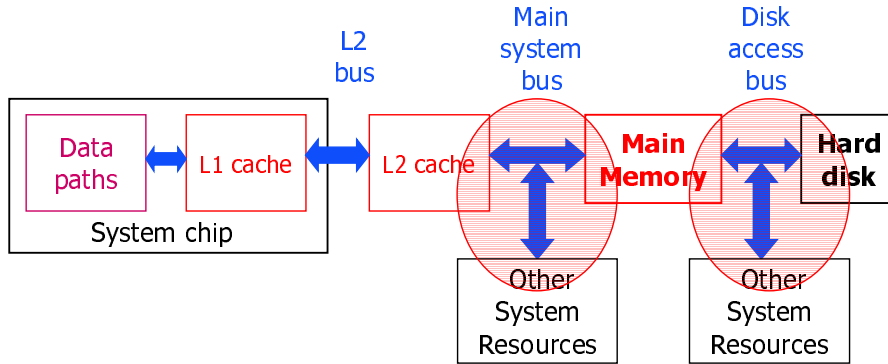 L2
bus
Main
system
bus
Disk
access
bus
Data
paths
L1 cache
L2 cache
Main
Memory
Hard
disk
System chip
Other
System
Resources
Other
System
Resources